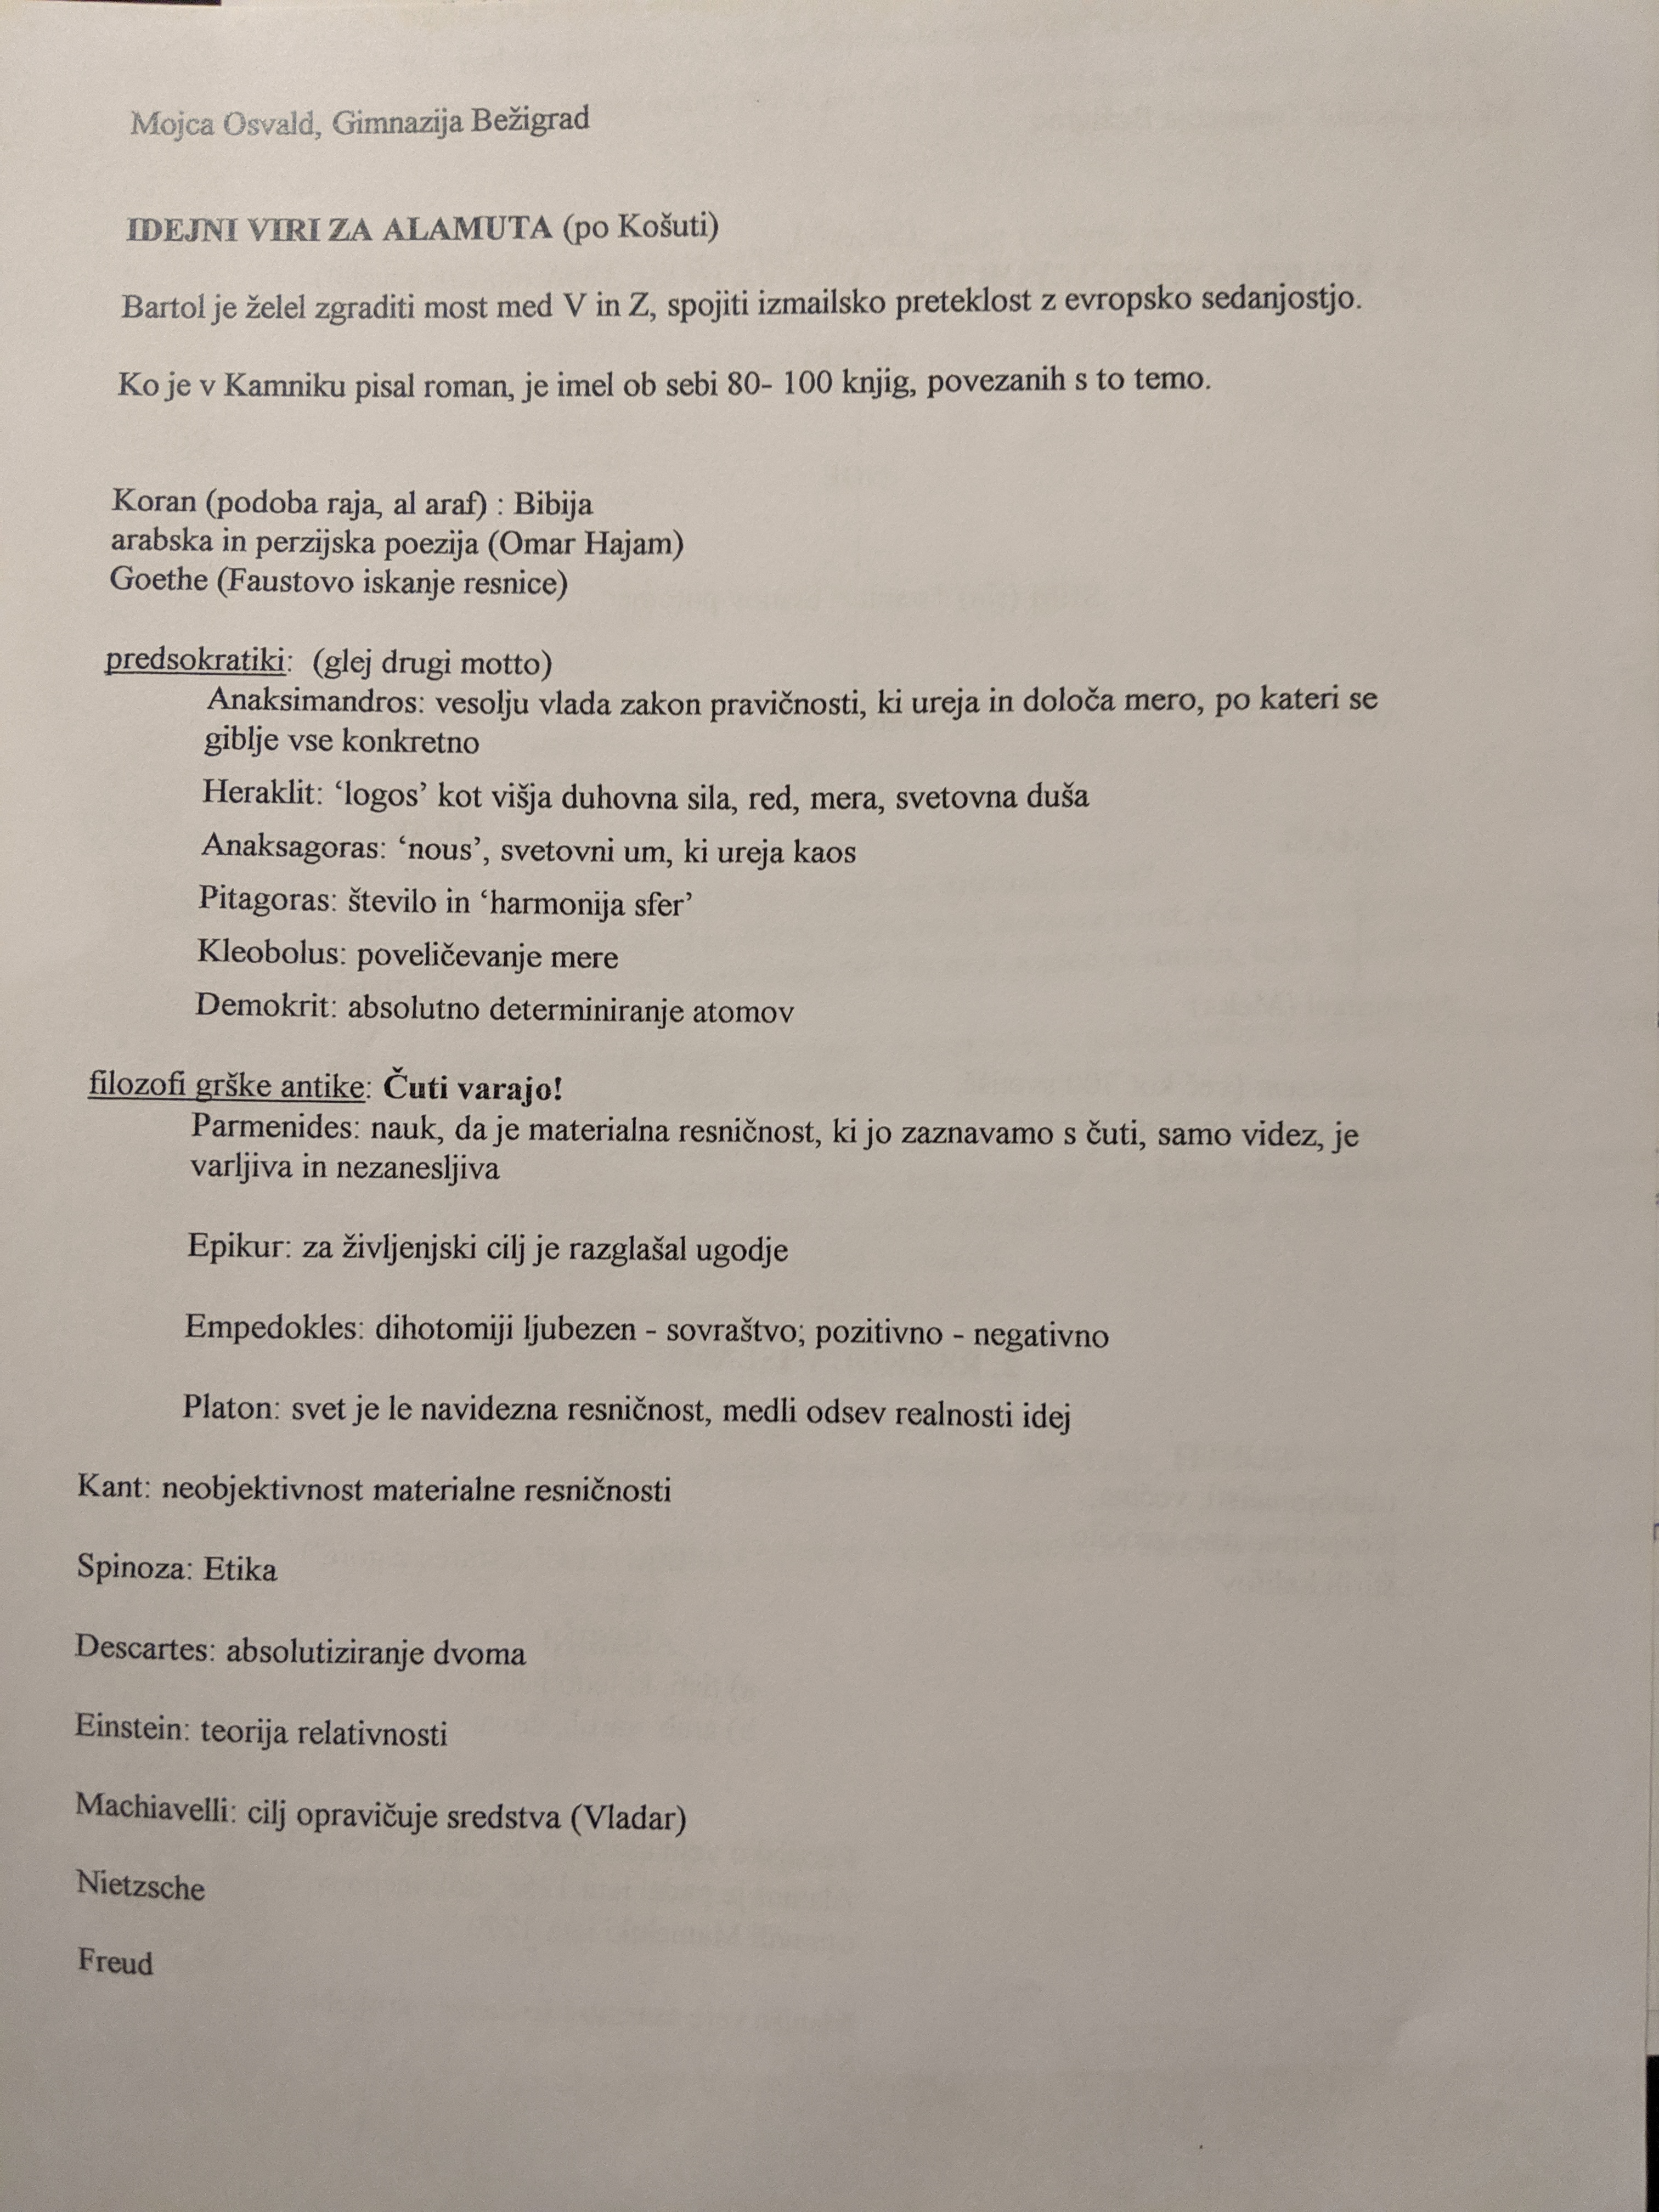 Mojca Osvald, Gimnazija Bežigrad
IDEJNI VIRI ZA ALAMUTA (po Košuti)
Bartol je želel zgraditi most med V in Z, spojiti izmailsko preteklost z evropsko sedanjostjo.
Ko je v Kamniku pisal roman, je imel ob sebi 80- 100 knjig, povezanih s to temo.
Koran (podoba raja, al araf) : Bibija
arabska in perzijska poezija (Omar Hajam)
Goethe (Faustovo iskanje resnice)
predsokratiki: (glej drugi motto)
Anaksimandros: vesolju vlada zakon pravičnosti, ki ureja in določa mero, po kateri se
giblje vse konkretno
Heraklit: ‘logos’ kot višja duhovna sila, red, mera, svetovna duša
Anaksagoras: ‘nous’, svetovni um, ki ureja kaos
Pitagoras: število in ‘harmonija sfer’
Kleobolus: poveličevanje mere
Demokrit: absolutno determiniranje atomov
filozofi grške antike: Čuti varajo!
Parmenides: nauk, da je materialna resničnost, ki jo zaznavamo s čuti, samo videz, je
varljiva in nezanesljiva
Epikur: za življenjski cilj je razglašal ugodje
Empedokles: dihotomiji ljubezen - sovraštvo; pozitivno - negativno
Platon: svet je le navidezna resničnost, medli odsev realnosti idej
Kant: neobjektivnost materialne resničnosti
Spinoza: Etika
Descartes: absolutiziranje dvoma
Einstein: teorija relativnosti
Machiavelli: cilj opravičuje sredstva (Vladar)
Nietzsche
Freud